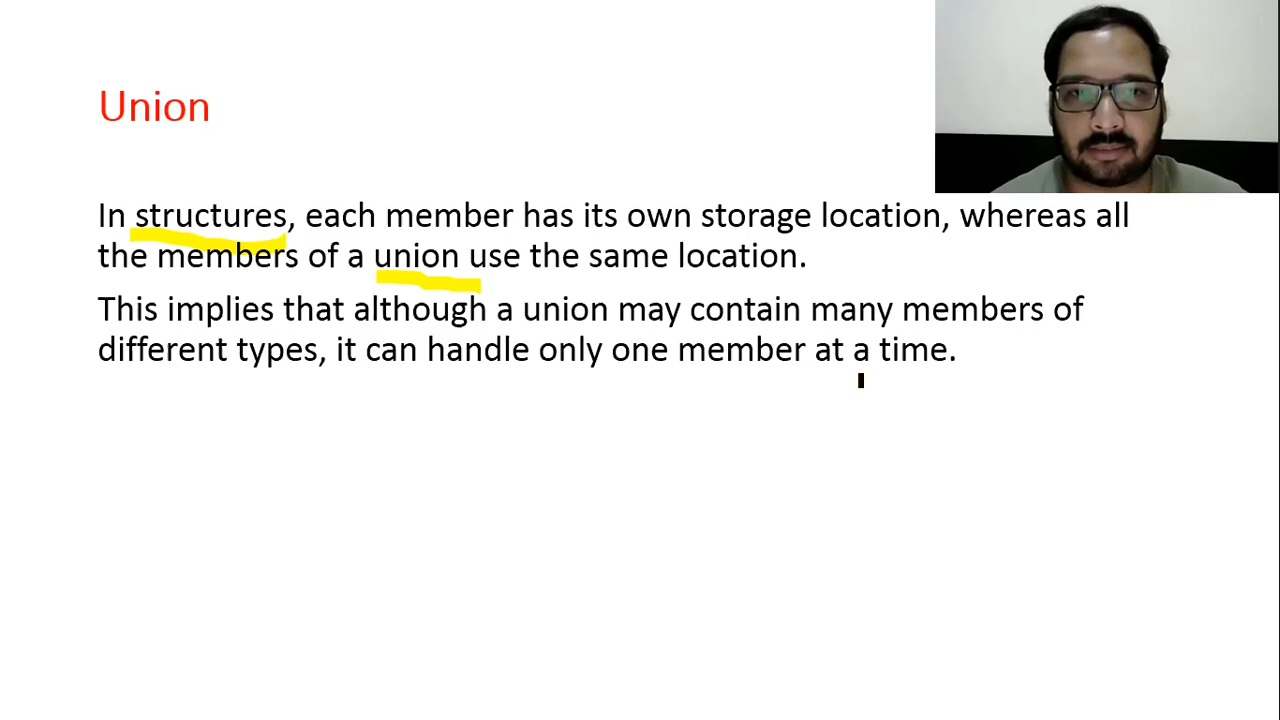 Union
In structures, each member has its own storage location, whereas all
the members of a union use the same location.
This implies that although a union may contain many members of
different types, it can handle only one member at a time.